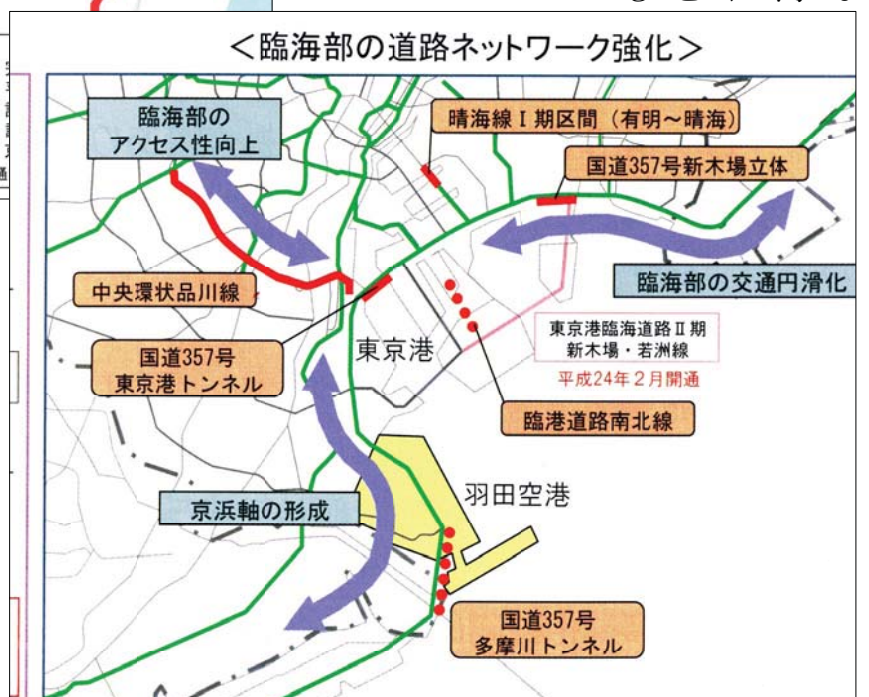 ＜臨海部の道路ネットワーク強化＞
臨海部の
アクセス性向上
晴海線Ⅰ期区間（有明～晴海）
国道357号新木場立体
中央環状品川線
臨海部の交通円滑化
国道357号
東京港トンネル
東京港
東京港臨海道路Ⅱ期
新木場・若洲線
平成24年２月開通
臨港道路南北線
京浜軸の形成
羽田空港
国道357号
多摩川トンネル